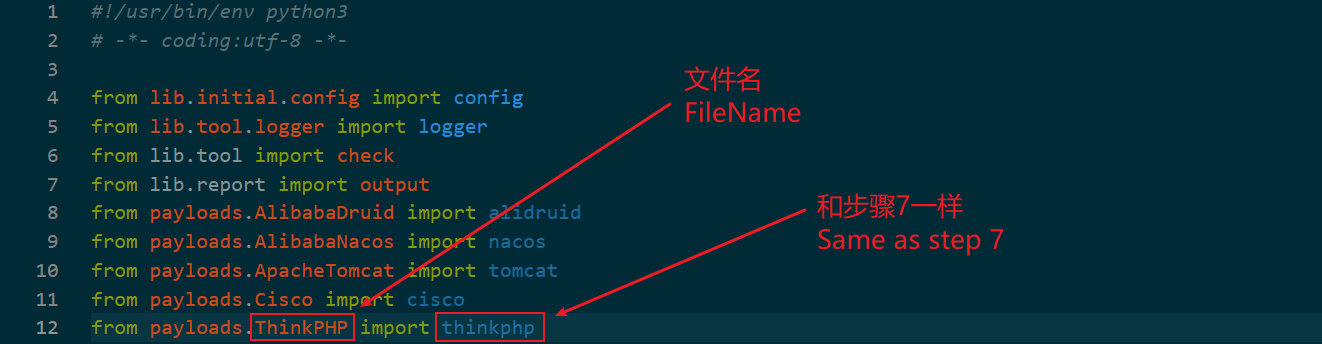 1 #!/usr/bin/env python3
2 # -*- coding:utf-8 -*-
3
4 from lib.initial.config import config
5 from lib.tool.logger import logger
6 from lib.tool import check
7 from lib.report import output
8 from payloads.AlibabaDruid import alidruid
9 from payloads.AlibabaNacos import nacos
10 from payloads.ApacheTomcat import tomcat
11 from payloads.Cisco import cisco
12 from payloads.ThinkPHP import thinkphp
文件名
FileName
和步骤7一样
Same as step 7